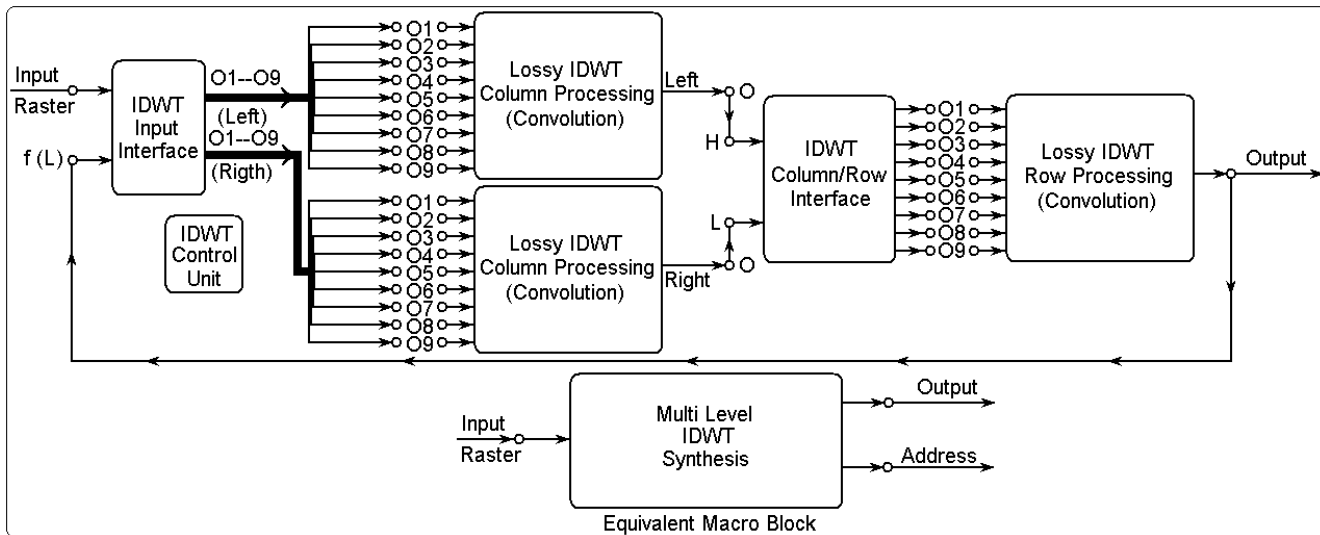 Input
Raster
f (L)
IDWT
Input
Interface
O1--O9
(Left)
O1--O9
(Rigth)
IDWT
Control
Unit
O1
O2
O3
O4
O5
O6
O7
O8
O9
Lossy IDWT
Column Processing
(Convolution)
Left
O
H
O1
O2
O3
O4
O5
O6
O7
O8
O9
Lossy IDWT
Column Processing
(Convolution)
Right
L
O
IDWT
Column/Row
Interface
O1
O2
O3
O4
O5
O6
O7
O8
O9
Lossy IDWT
Row Processing
(Convolution)
Output
Input
Raster
Multi Level
IDWT
Synthesis
Output
Address
Equivalent Macro Block